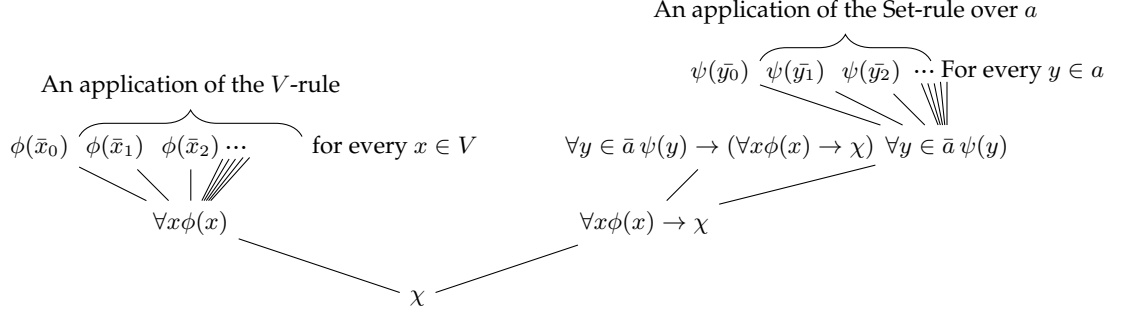 An application of the Set-rule over a
ψ(ȳ₀) ψ(ȳ₁) ψ(ȳ₂) ... For every y ∈ a
An application of the V-rule
ϕ(x̄₀) ϕ(x̄₁) ϕ(x̄₂) ... for every x ∈ V ∀y ∈ ā ψ(y) → (∀xϕ(x) → χ) ∀y ∈ ā ψ(y)
∀xϕ(x) ∀xϕ(x) → χ
χ